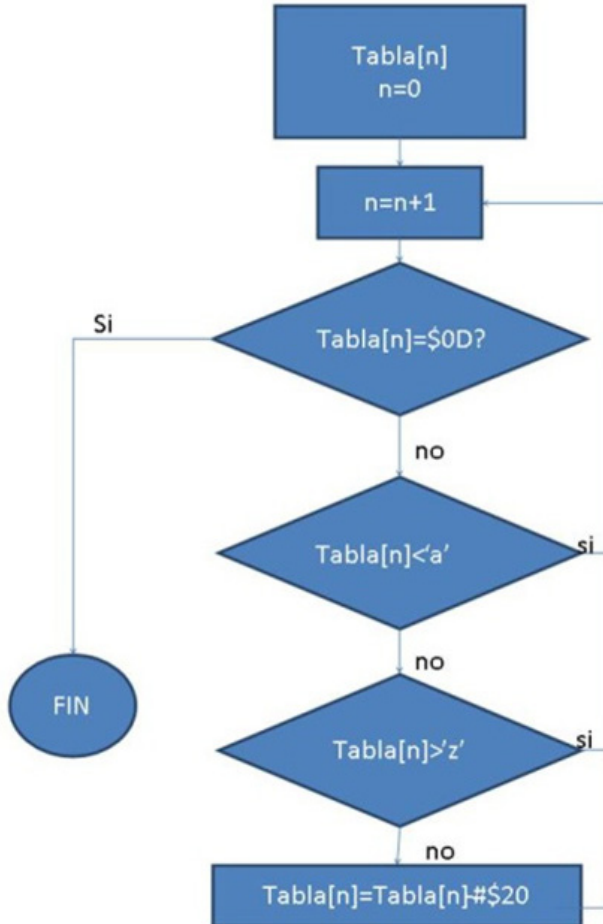 Tabla[n]
n=0
n=n+1
Si
Tabla[n]=$0D?
no
Tabla[n]<‘a’
si
no
FIN
Tabla[n]>‘z’
si
no
Tabla[n]=Tabla[n]-#$20